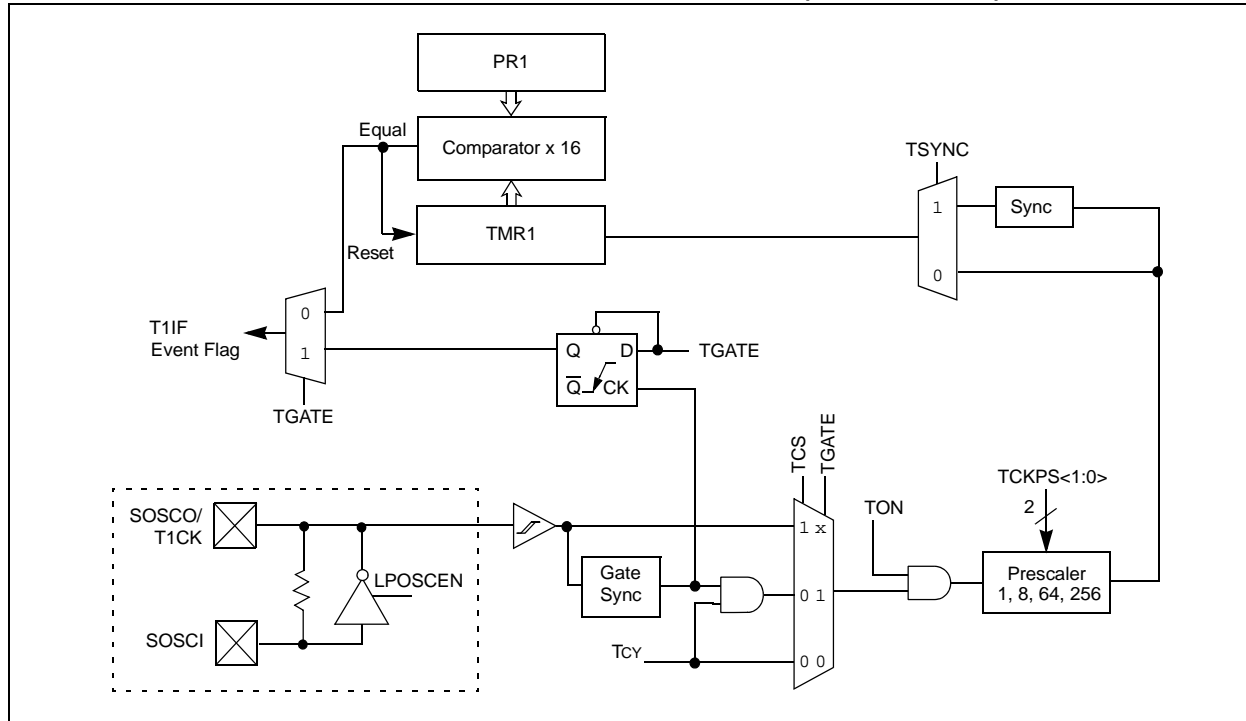 PR1
Equal
Comparator x 16
TSYNC
1
Sync
Reset
TMR1
0
T1IF
Event Flag
0
1
Q
D
TGATE
Q
CK
TGATE
TCS
TGATE
TCKPS<1:0>
SOSCO/
T1CK
TON
2
1 x
LPOSCEN
Gate
Sync
0 1
Prescaler
1, 8, 64, 256
SOSCI
TCY
0 0